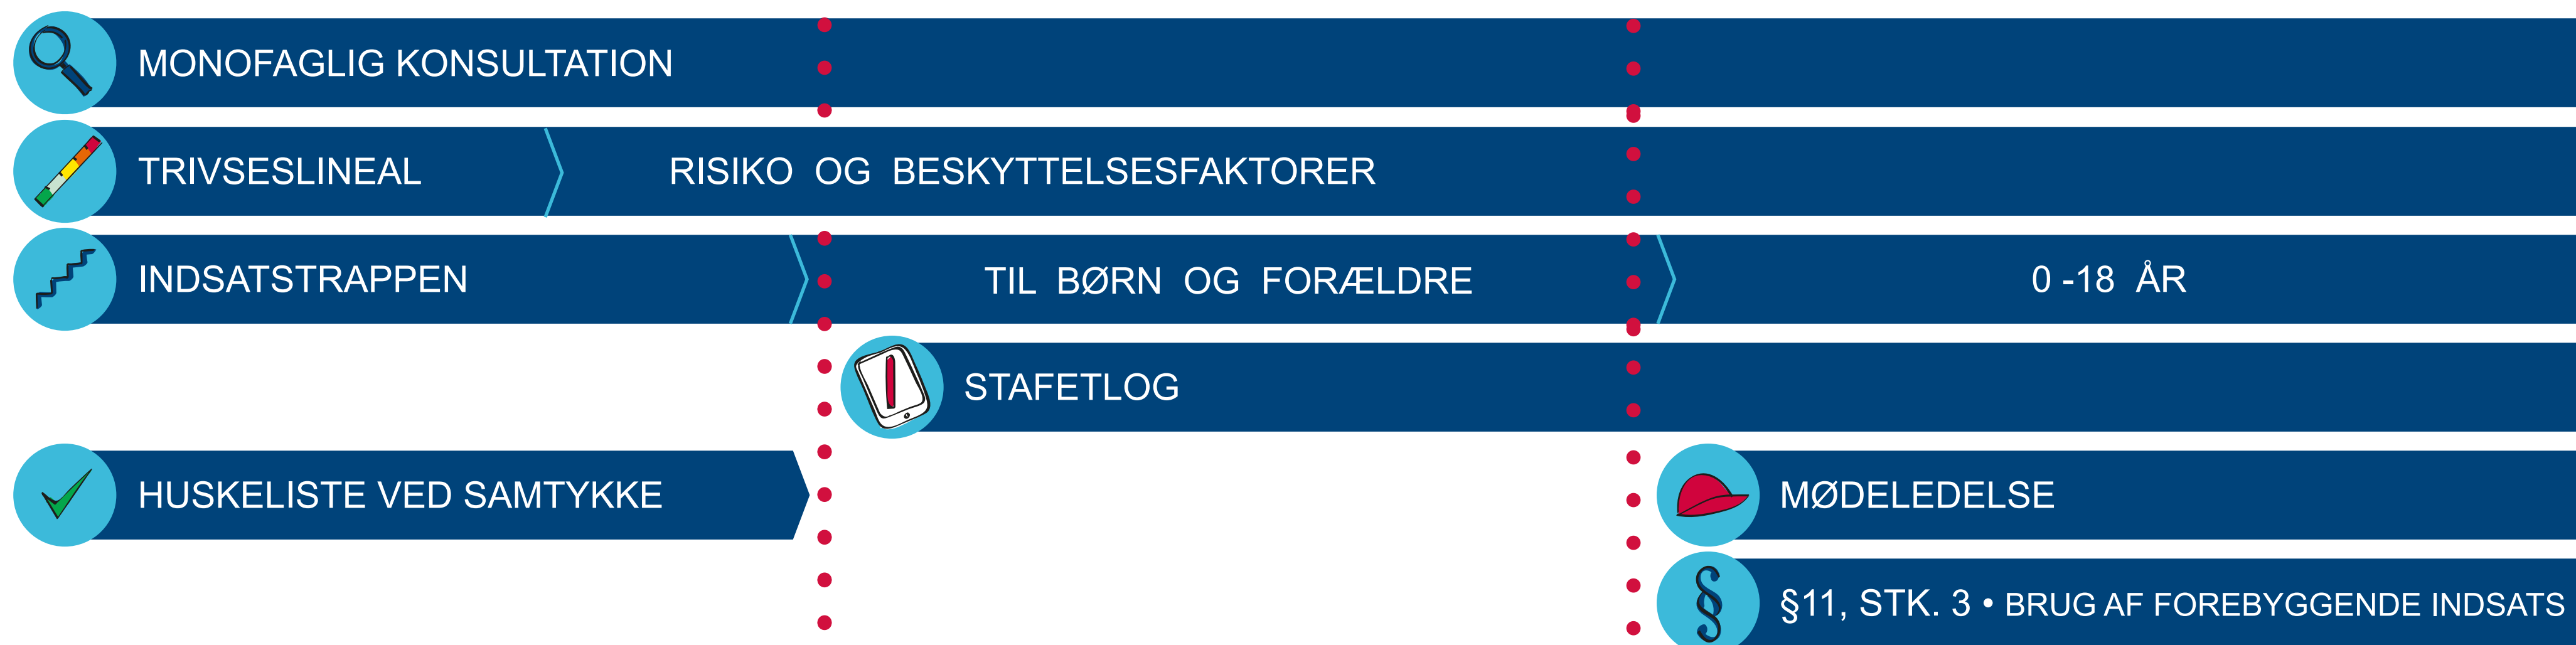 MONOFAGLIG KONSULTATION
TRIVSESLINEAL RISIKO OG BESKYTTELSESFAKTORER
INDSATSTRAPPEN TIL BØRN OG FORÆLDRE 0 -18 ÅR
STAFETLOG
HUSKELISTE VED SAMTYKKE MØDELEDELSE
§11, STK. 3 • BRUG AF FOREBYGGENDE INDSATS